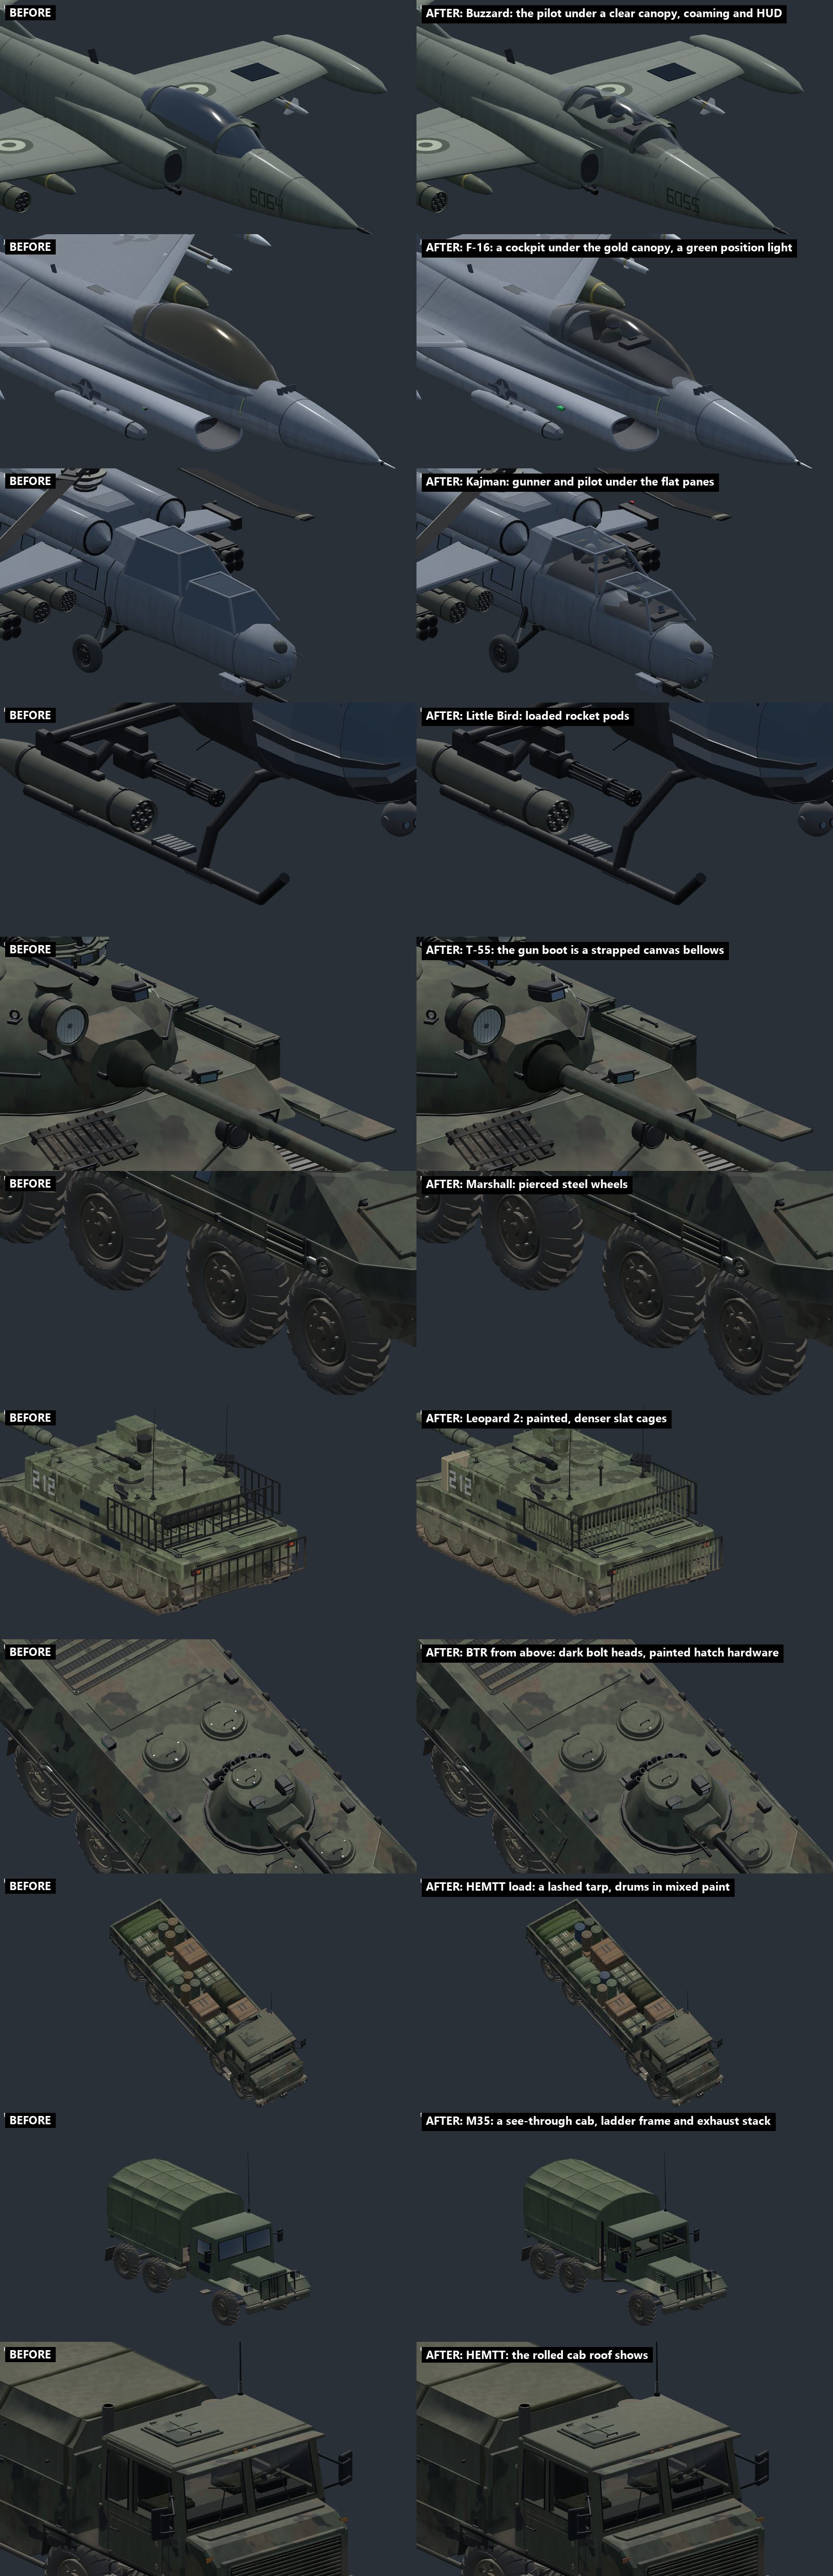 BEFORE
AFTER: Buzzard: the pilot under a clear canopy, coaming and HUD
6064
6055
BEFORE
AFTER: F-16: a cockpit under the gold canopy, a green position light
BEFORE
AFTER: Kajman: gunner and pilot under the flat panes
BEFORE
AFTER: Little Bird: loaded rocket pods
BEFORE
AFTER: T-55: the gun boot is a strapped canvas bellows
BEFORE
AFTER: Marshall: pierced steel wheels
BEFORE
AFTER: Leopard 2: painted, denser slat cages
212
212
BEFORE
AFTER: BTR from above: dark bolt heads, painted hatch hardware
BEFORE
AFTER: HEMTT load: a lashed tarp, drums in mixed paint
BEFORE
AFTER: M35: a see-through cab, ladder frame and exhaust stack
BEFORE
AFTER: HEMTT: the rolled cab roof shows